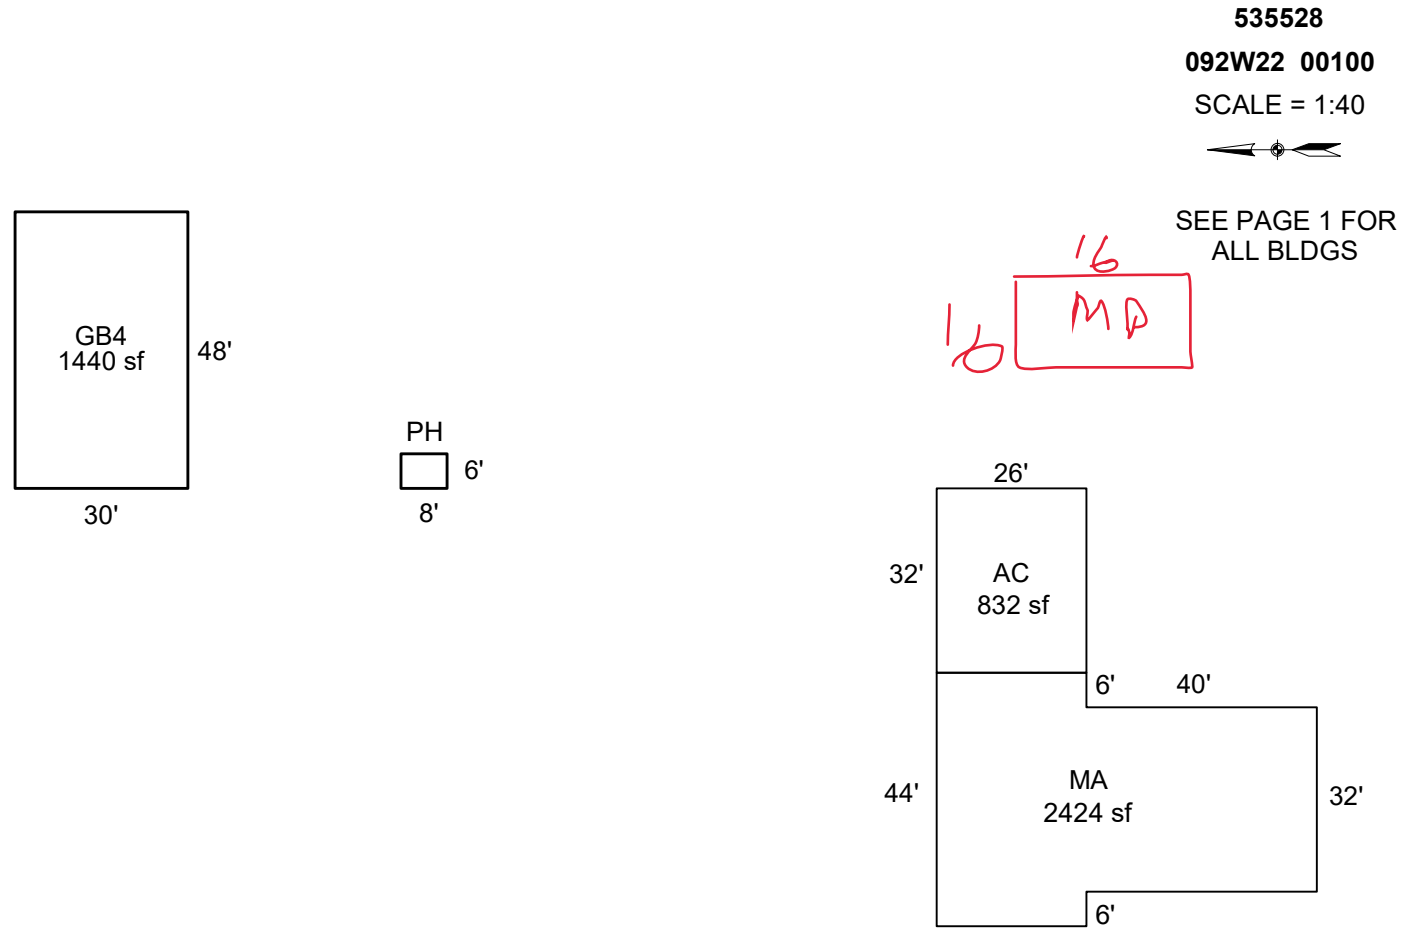 535528
092W22 00100
SCALE = 1:40
SEE PAGE 1 FOR
ALL BLDGS
16
16
MP
GB4
1440 sf
48'
30'
PH
6'
8'
26'
32'
AC
832 sf
6'
40'
44'
MA
2424 sf
32'
6'